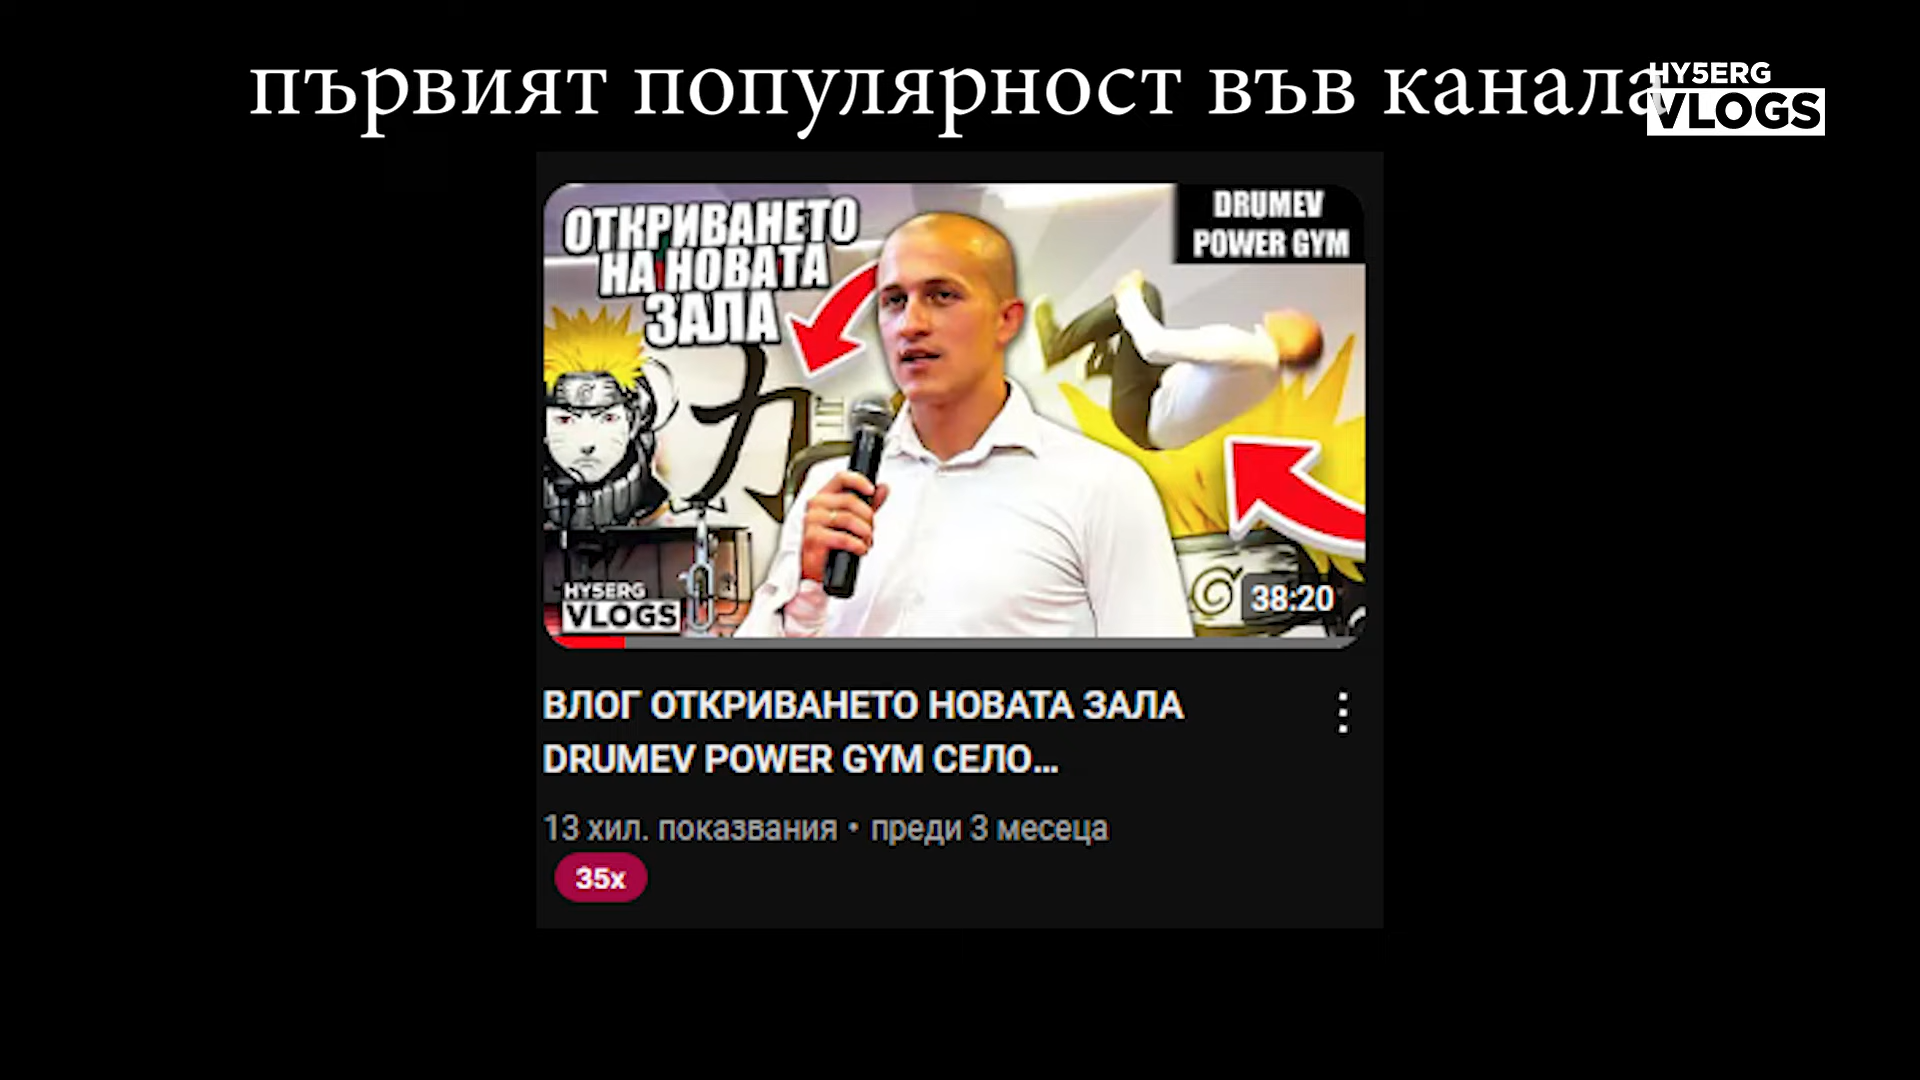 първият популярност във канала
HY5ERG
VLOGS
ОТКРИВАНЕТО
НА НОВАТА
ЗАЛА
DRUMEV
POWER GYM
力
HY5ERG
VLOGS
38:20
ВЛОГ ОТКРИВАНЕТО НОВАТА ЗАЛА
DRUMEV POWER GYM СЕЛО...
13 хил. показвания • преди 3 месеца
35x